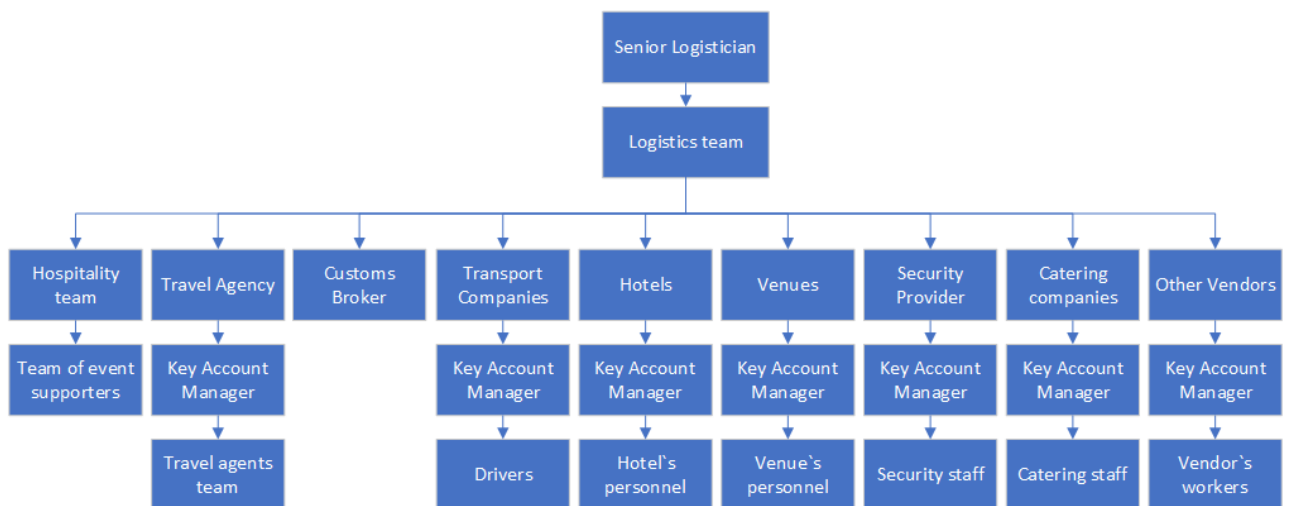 Senior Logistician
Logistics team
Hospitality
team
Travel Agency
Customs
Broker
Transport
Companies
Hotels
Venues
Security
Provider
Catering
companies
Other Vendors
Team of event
supporters
Key Account
Manager
Key Account
Manager
Key Account
Manager
Key Account
Manager
Key Account
Manager
Key Account
Manager
Key Account
Manager
Travel agents
team
Drivers
Hotel`s
personnel
Venue`s
personnel
Security staff
Catering staff
Vendor`s
workers